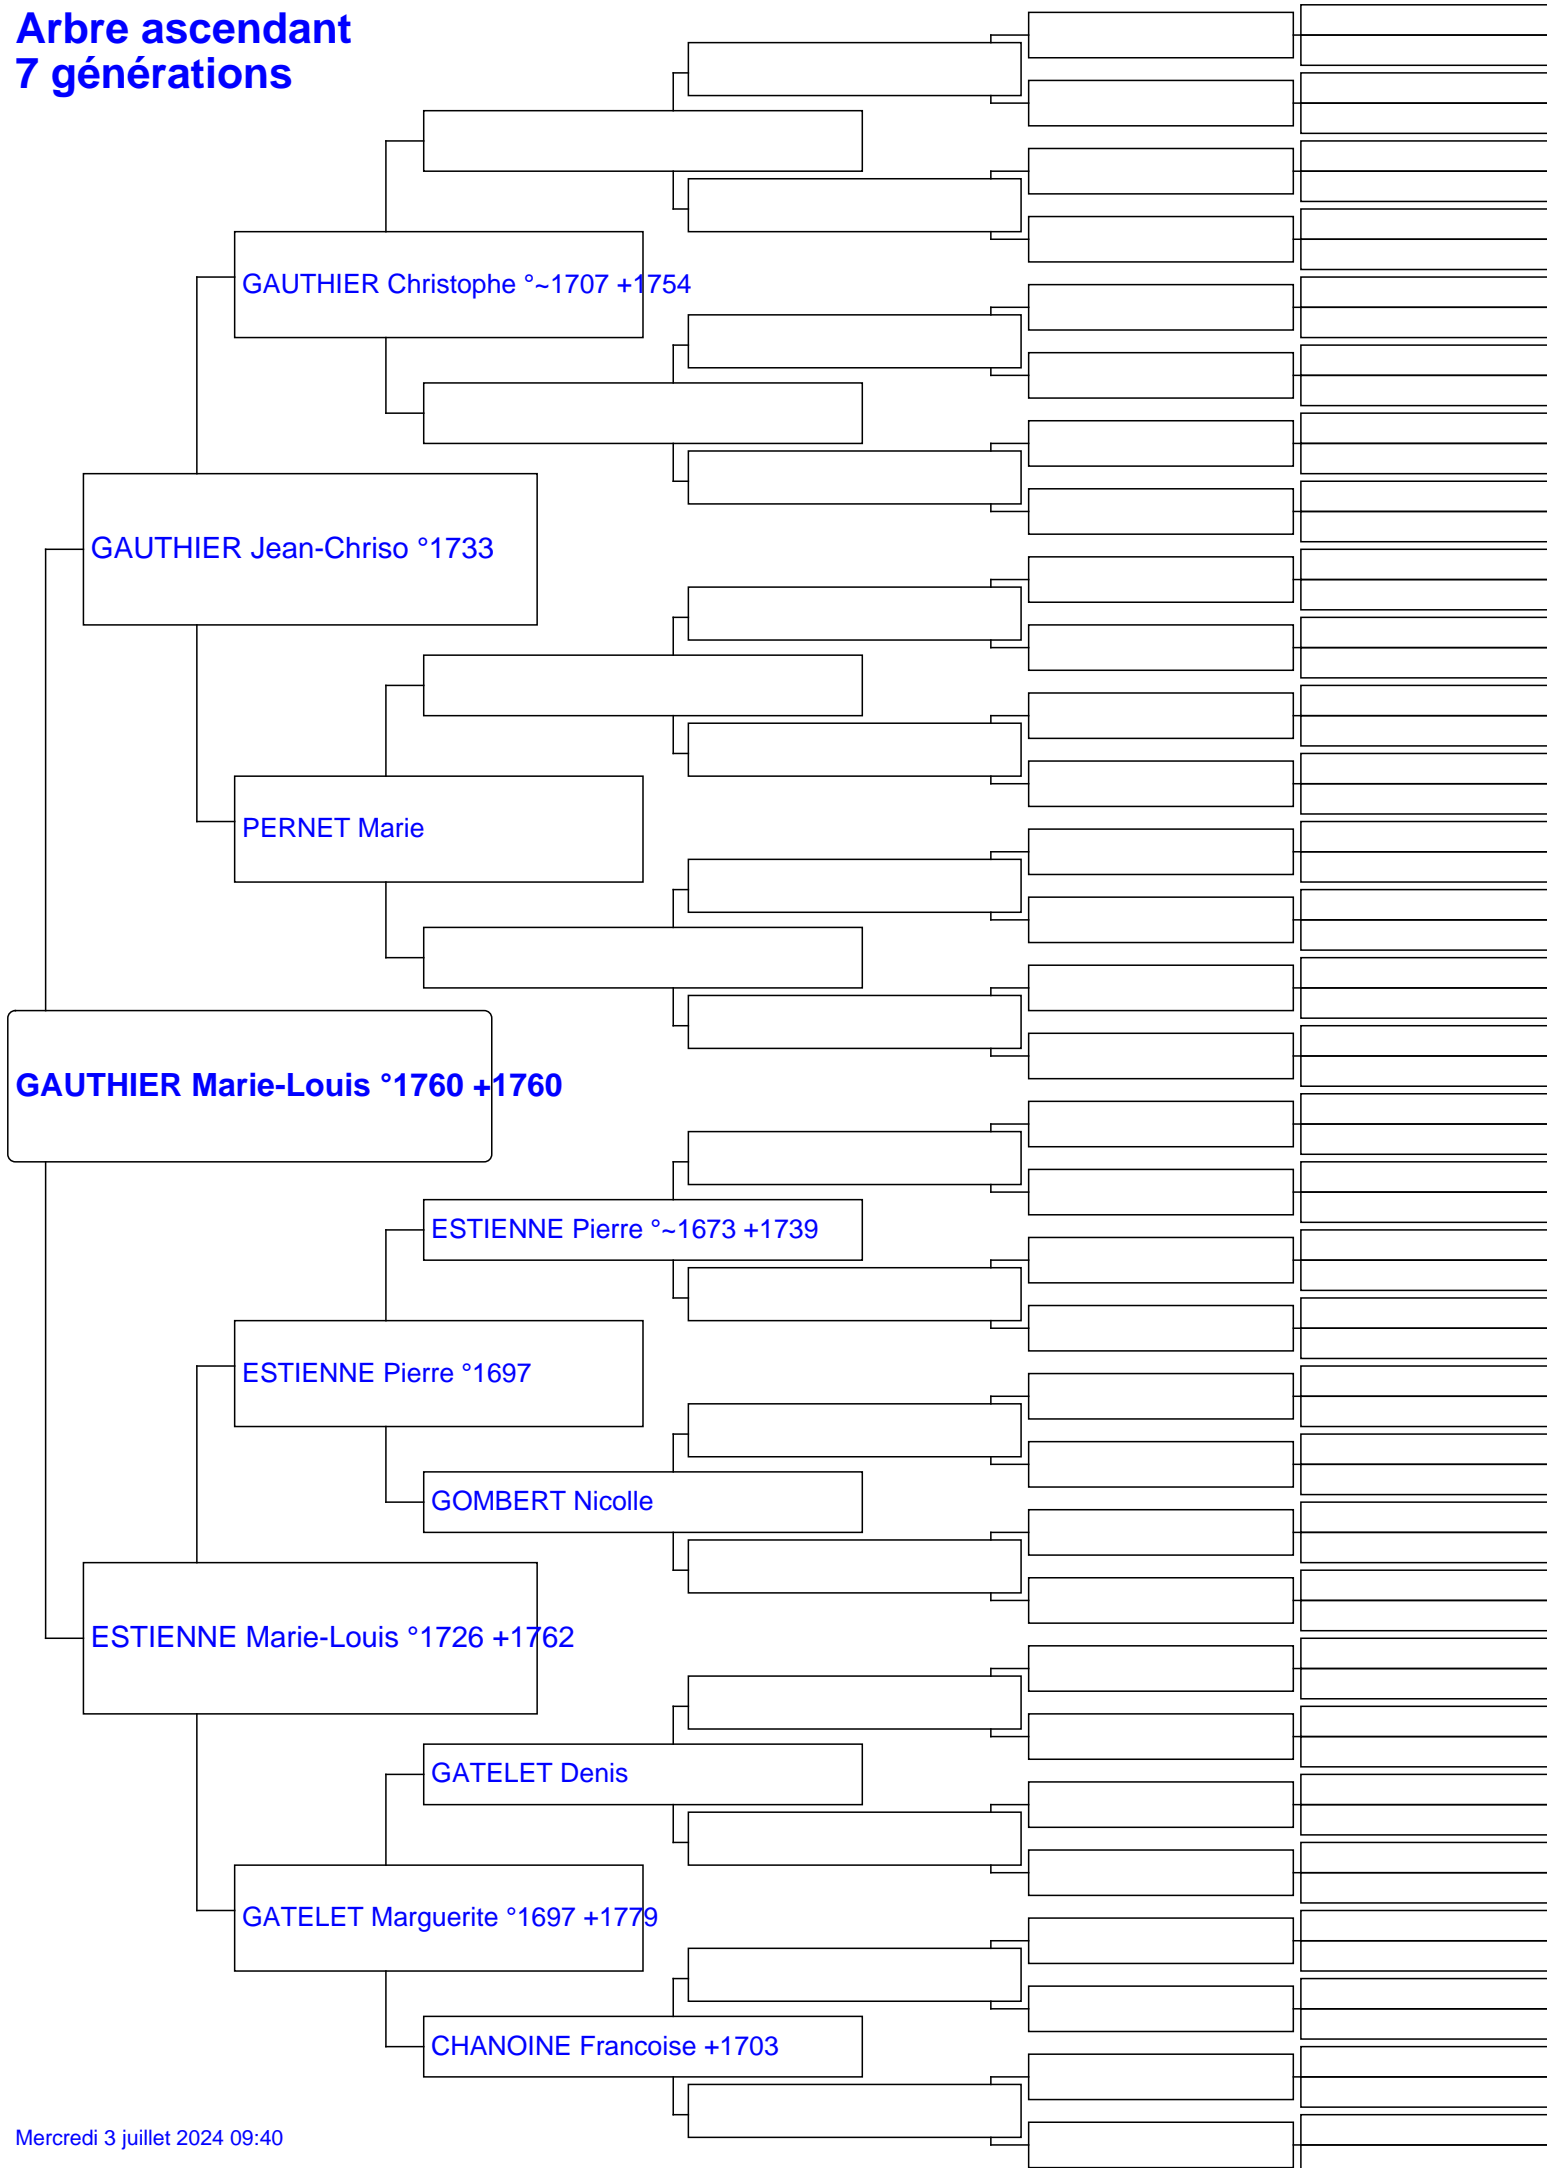 Arbre ascendant
7 générations
GAUTHIER Christophe °~1707 +1754
GAUTHIER Jean-Chriso °1733
PERNET Marie
GAUTHIER Marie-Louis °1760 +1760
ESTIENNE Pierre °~1673 +1739
ESTIENNE Pierre °1697
GOMBERT Nicolle
ESTIENNE Marie-Louis °1726 +1762
GATELET Denis
GATELET Marguerite °1697 +1779
CHANOINE Francoise +1703
Mercredi 3 juillet 2024 09:40